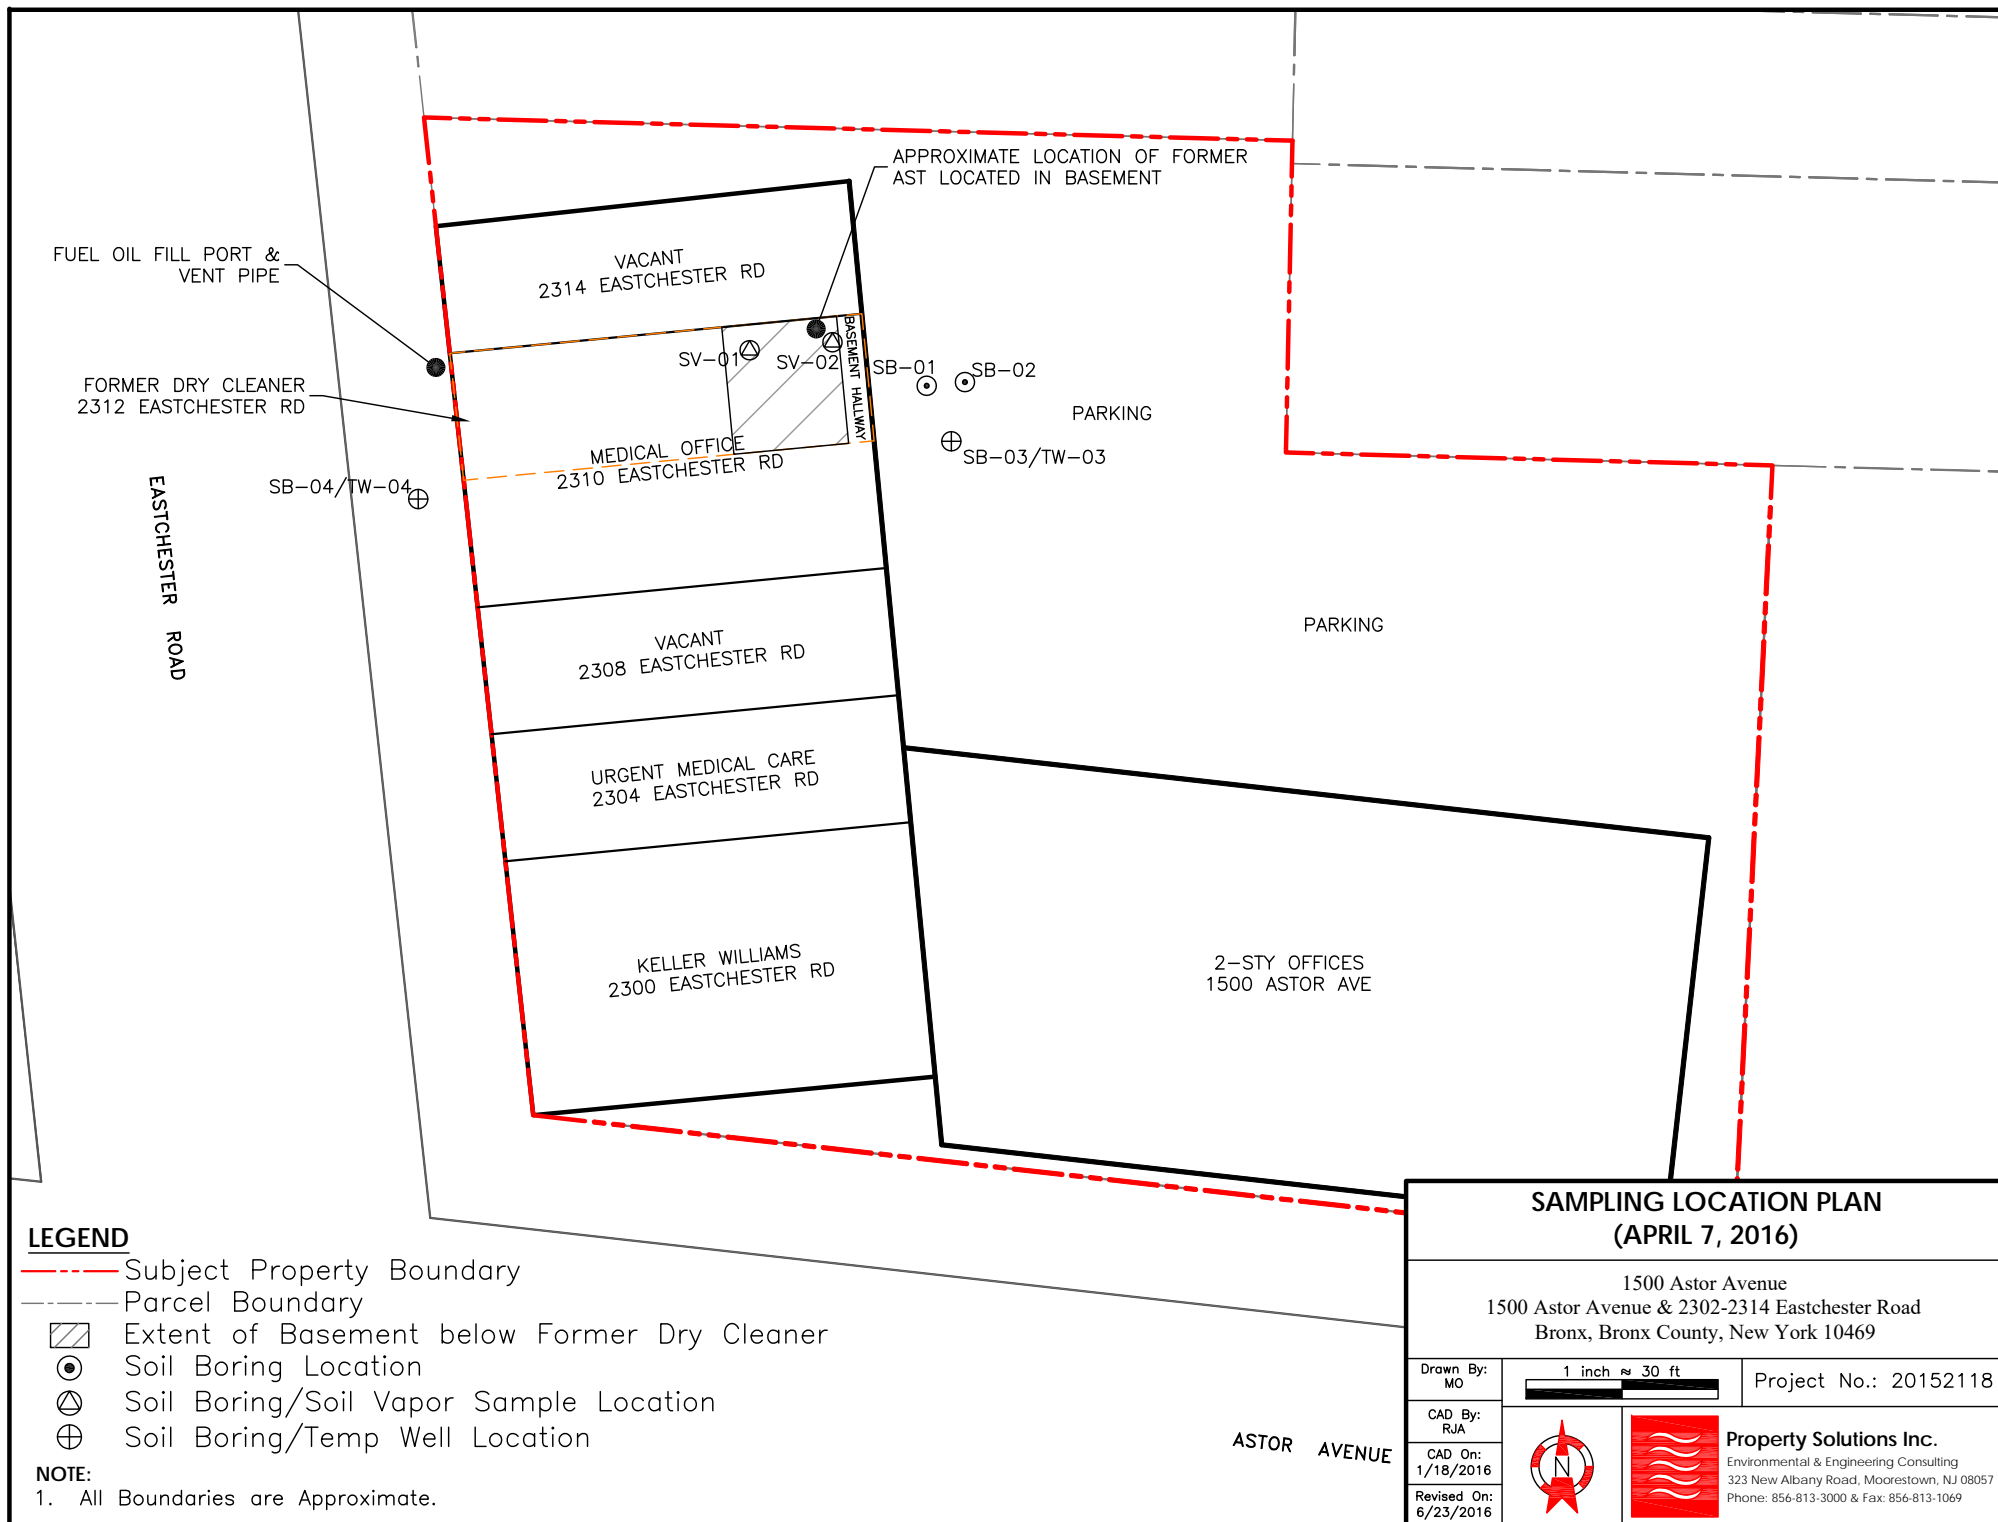 APPROXIMATE LOCATION OF FORMER
AST LOCATED IN BASEMENT
FUEL OIL FILL PORT &
VENT PIPE
VACANT
2314 EASTCHESTER RD
BASEMENT HALLWAY
SV-01
SV-02
SB-01
SB-02
FORMER DRY CLEANER
2312 EASTCHESTER RD
PARKING
MEDICAL OFFICE
2310 EASTCHESTER RD
SB-03/TW-03
SB-04/TW-04
EASTCHESTER ROAD
PARKING
VACANT
2308 EASTCHESTER RD
URGENT MEDICAL CARE
2304 EASTCHESTER RD
KELLER WILLIAMS
2300 EASTCHESTER RD
2-STY OFFICES
1500 ASTOR AVE
LEGEND
Subject Property Boundary
Parcel Boundary
Extent of Basement below Former Dry Cleaner
Soil Boring Location
Soil Boring/Soil Vapor Sample Location
Soil Boring/Temp Well Location
NOTE:
1. All Boundaries are Approximate.
ASTOR AVENUE
SAMPLING LOCATION PLAN
(APRIL 7, 2016)
1500 Astor Avenue
1500 Astor Avenue & 2302-2314 Eastchester Road
Bronx, Bronx County, New York 10469
Drawn By:
MO
1 inch ≈ 30 ft
Project No.: 20152118
CAD By:
RJA
CAD On:
1/18/2016
Revised On:
6/23/2016
N
Property Solutions Inc.
Environmental & Engineering Consulting
323 New Albany Road, Moorestown, NJ 08057
Phone: 856-813-3000 & Fax: 856-813-1069